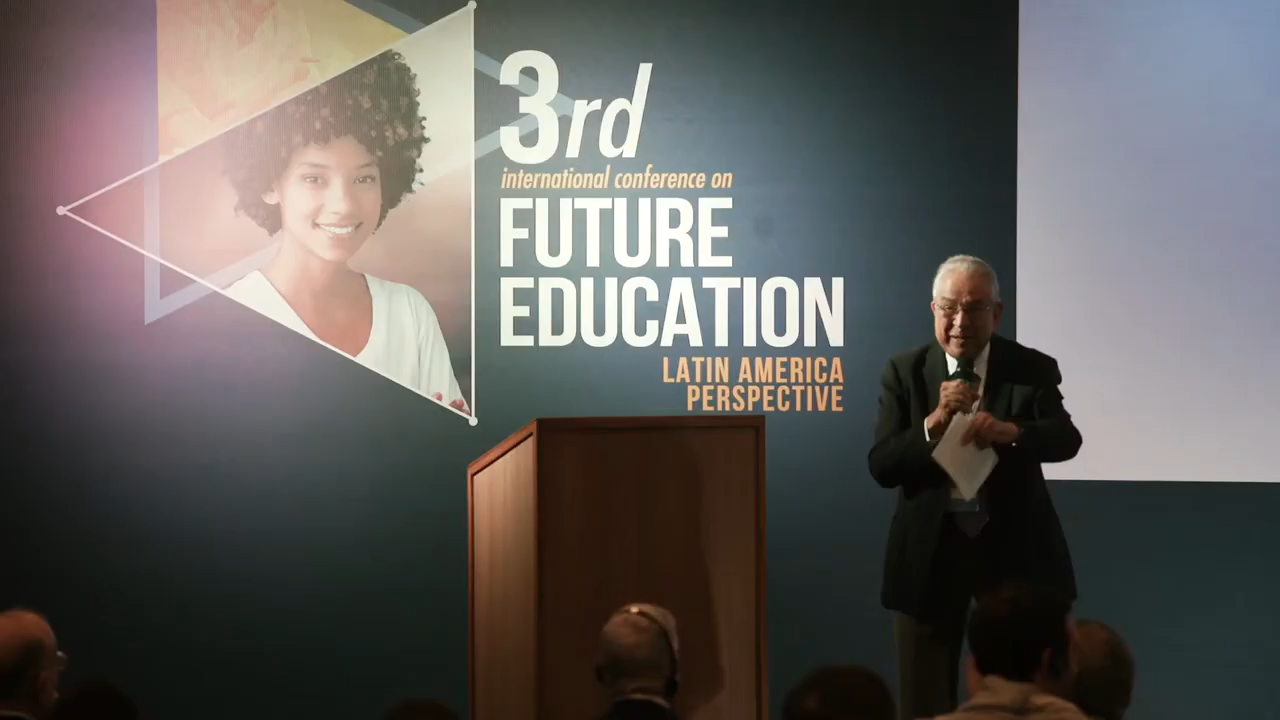 3rd
international conference on
FUTURE
EDUCATION
LATIN AMERICA
PERSPECTIVE